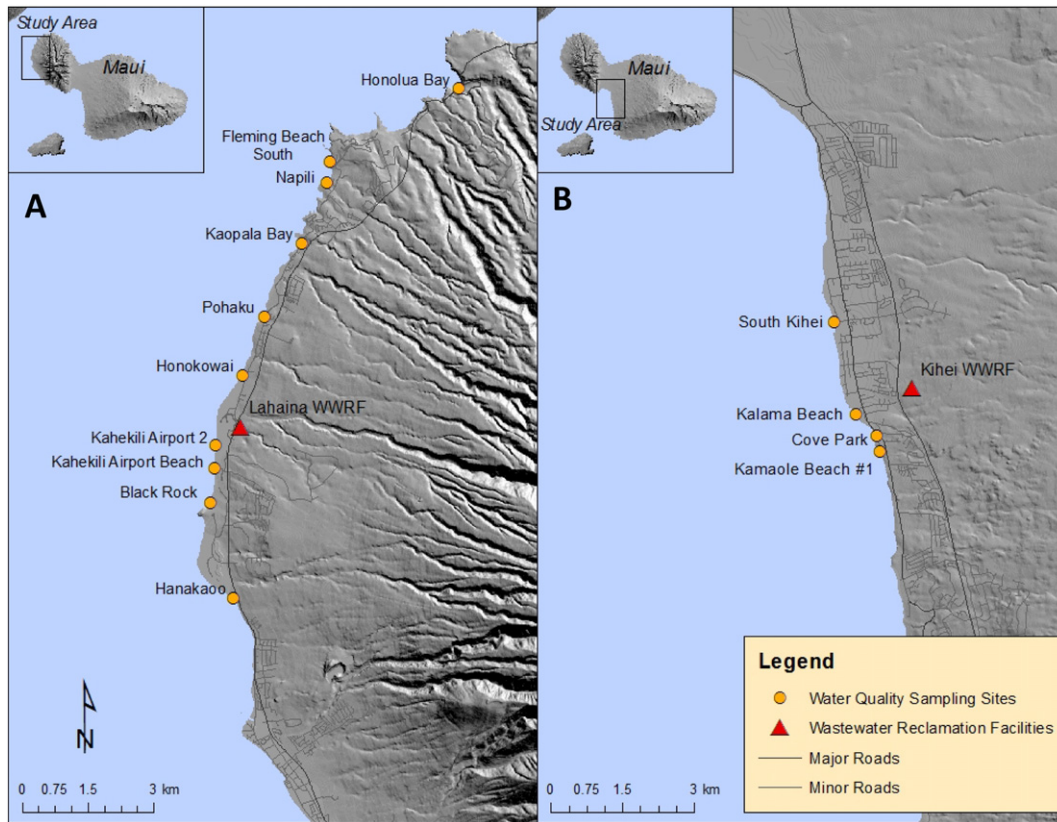 Study Area
Maui
A
Honolua Bay
Fleming Beach
South
Napili
Kaopala Bay
Pohaku
Honokowai
Lahaina WWRF
Kahekili Airport 2
Kahekili Airport Beach
Black Rock
Hanakaoo
N
0 0.75 1.5 3 km
Maui
Study Area
B
South Kihei
Kihei WWRF
Kalama Beach
Cove Park
Kamaole Beach #1
0 0.75 1.5 3 km
Legend
Water Quality Sampling Sites
Wastewater Reclamation Facilities
Major Roads
Minor Roads